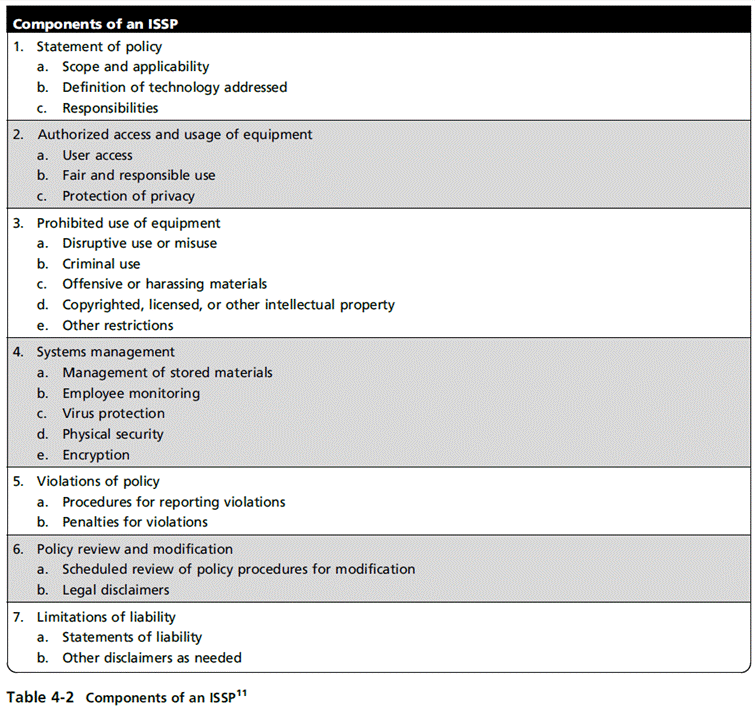 Components of an ISSP
1. Statement of policy
a. Scope and applicability
b. Definition of technology addressed
c. Responsibilities
2. Authorized access and usage of equipment
a. User access
b. Fair and responsible use
c. Protection of privacy
3. Prohibited use of equipment
a. Disruptive use or misuse
b. Criminal use
c. Offensive or harassing materials
d. Copyrighted, licensed, or other intellectual property
e. Other restrictions
4. Systems management
a. Management of stored materials
b. Employee monitoring
c. Virus protection
d. Physical security
e. Encryption
5. Violations of policy
a. Procedures for reporting violations
b. Penalties for violations
6. Policy review and modification
a. Scheduled review of policy procedures for modification
b. Legal disclaimers
7. Limitations of liability
a. Statements of liability
b. Other disclaimers as needed
Table 4-2 Components of an ISSP11